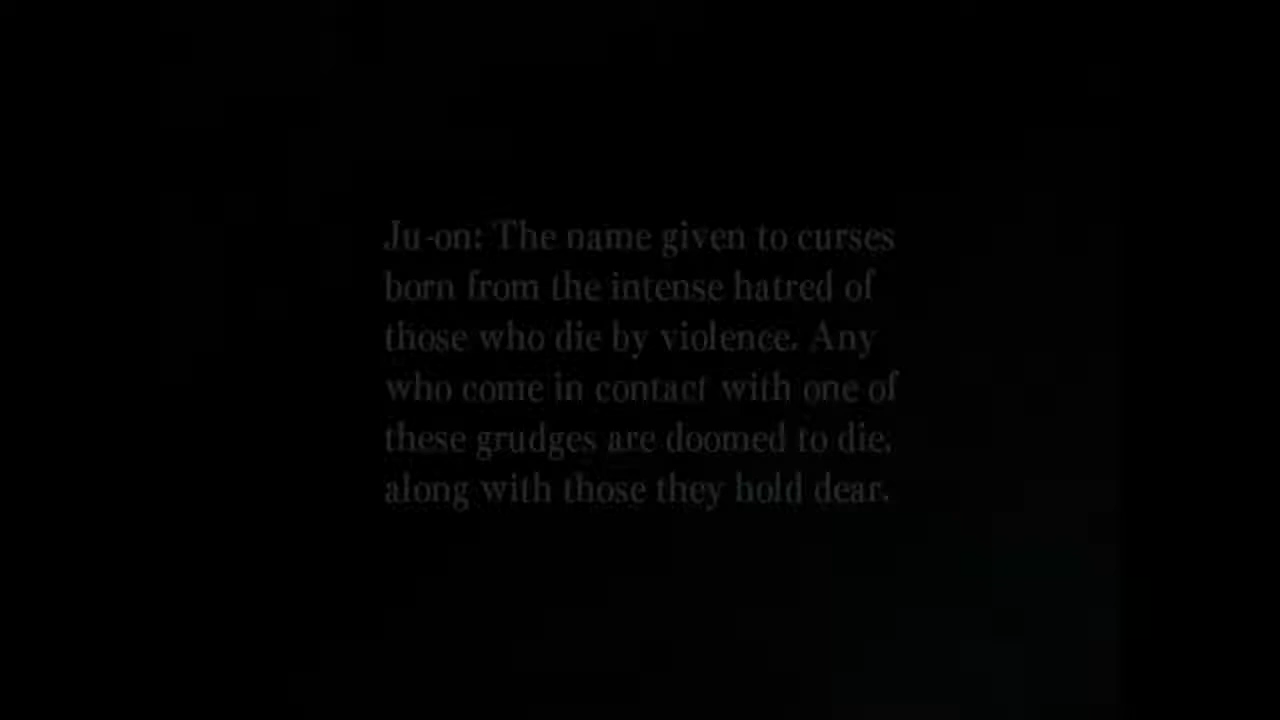 Ju-on: The name given to curses
born from the intense hatred of
those who die by violence. Any
who come in contact with one of
these grudges are doomed to die,
along with those they hold dear.